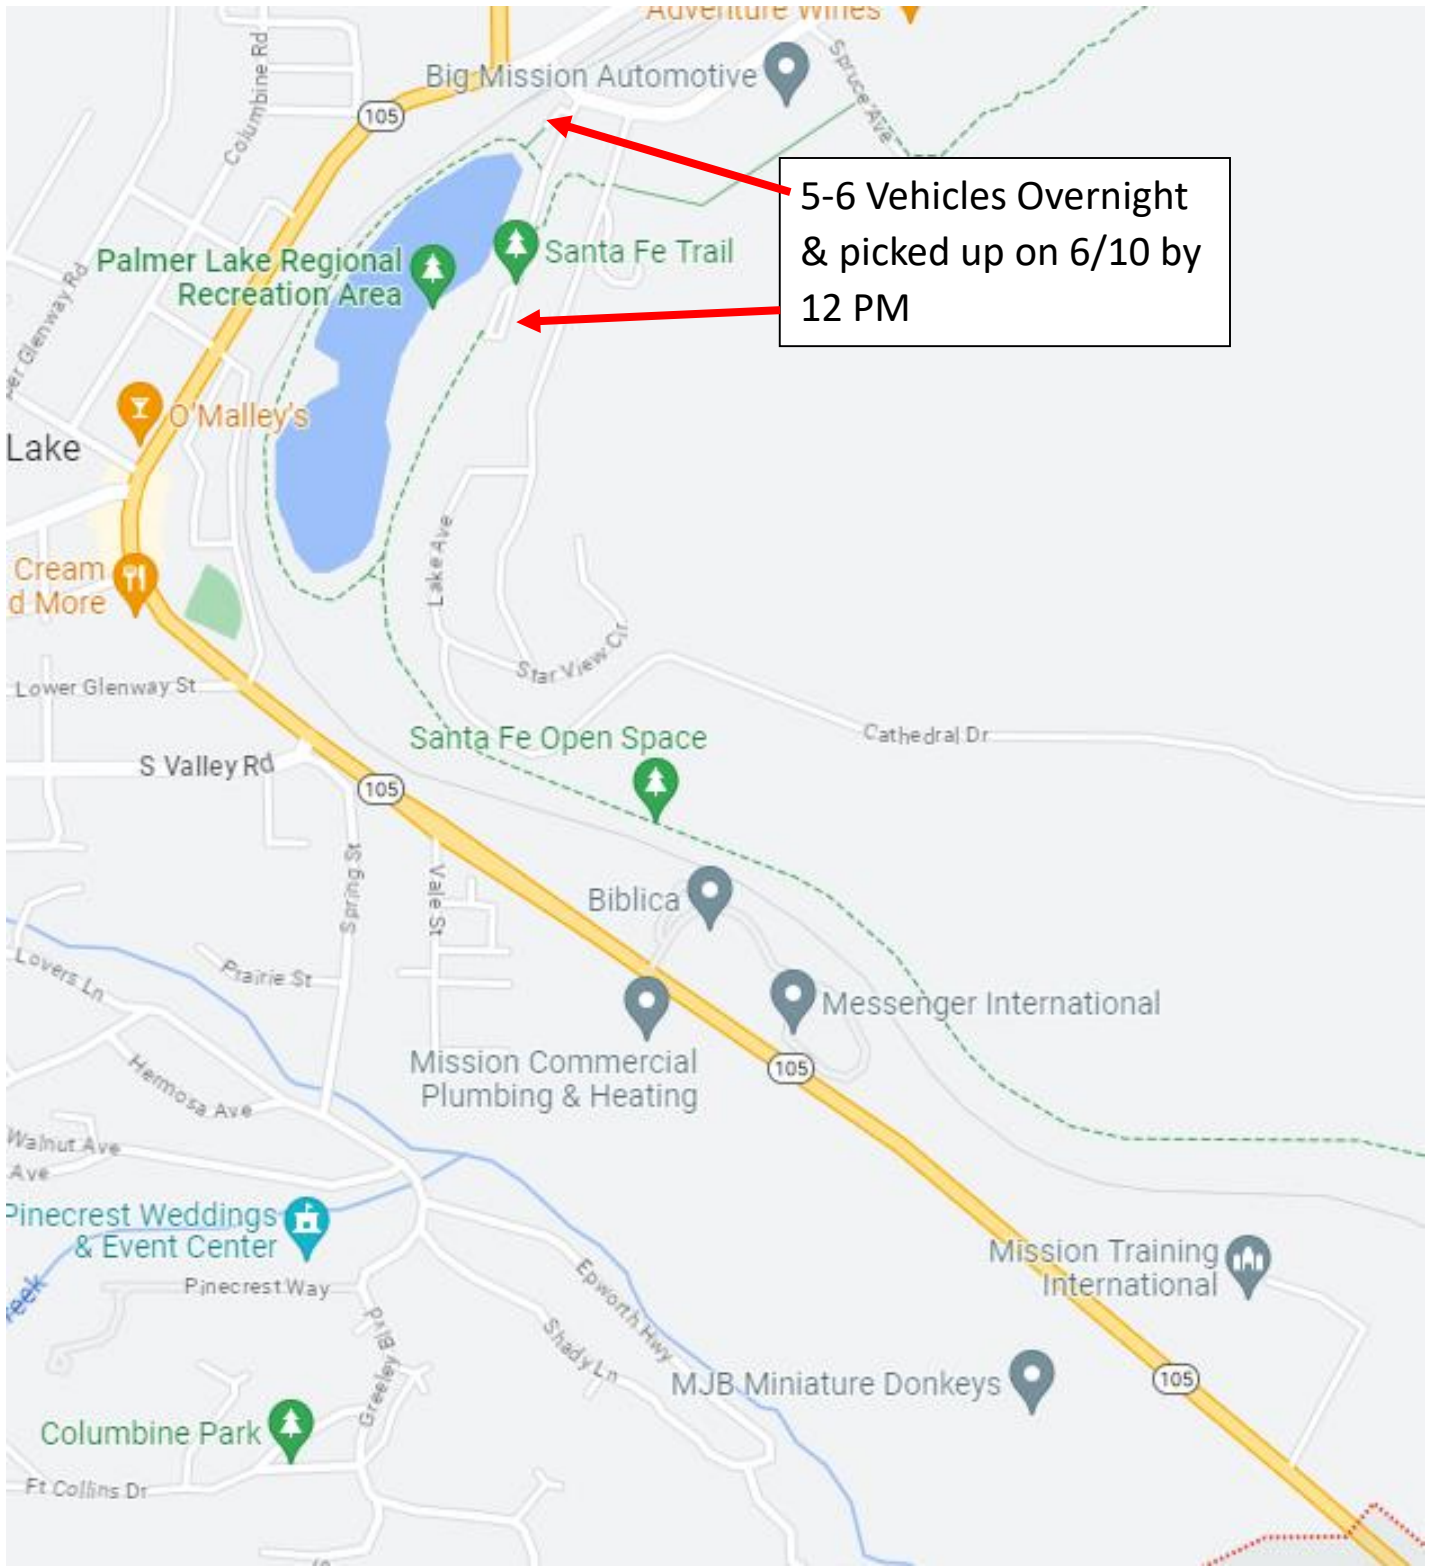 Adventure Wines
Big Mission Automotive
Spruce Ave
Columbine Rd
105
5-6 Vehicles Overnight
& picked up on 6/10 by
12 PM
Palmer Lake Regional
Recreation Area
Santa Fe Trail
Glenway Rd
O'Malley's
Lake
Lake Ave
Cream
d More
Star View Cir
Lower Glenway St
Santa Fe Open Space
Cathedral Dr
S Valley Rd
105
Spring St
Vale St
Biblica
Lovers Ln
Prairie St
Messenger International
Mission Commercial
Plumbing & Heating
105
Hermosa Ave
Walnut Ave
Ave
Pinecrest Weddings
& Event Center
Pinecrest Way
reek
Epworth Hwy
Mission Training
International
Greeley Blvd
Shady Ln
MJB Miniature Donkeys
105
Columbine Park
Ft Collins Dr